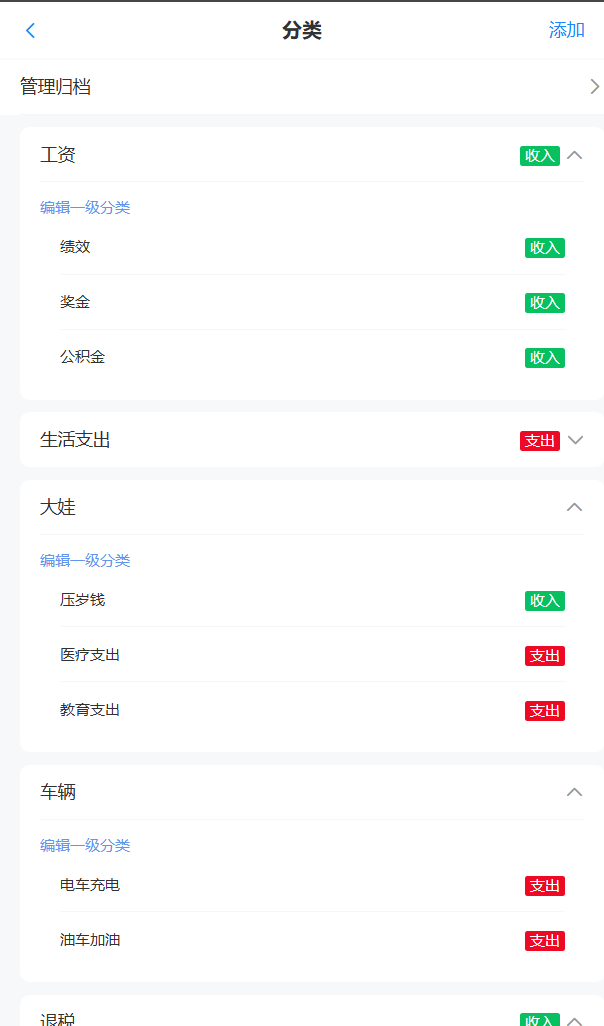 分类 添加
管理归档
工资 收入
编辑一级分类
绩效 收入
奖金 收入
公积金 收入
生活支出 支出
大娃
编辑一级分类
压岁钱 收入
医疗支出 支出
教育支出 支出
车辆
编辑一级分类
电车充电 支出
油车加油 支出
退税 收入